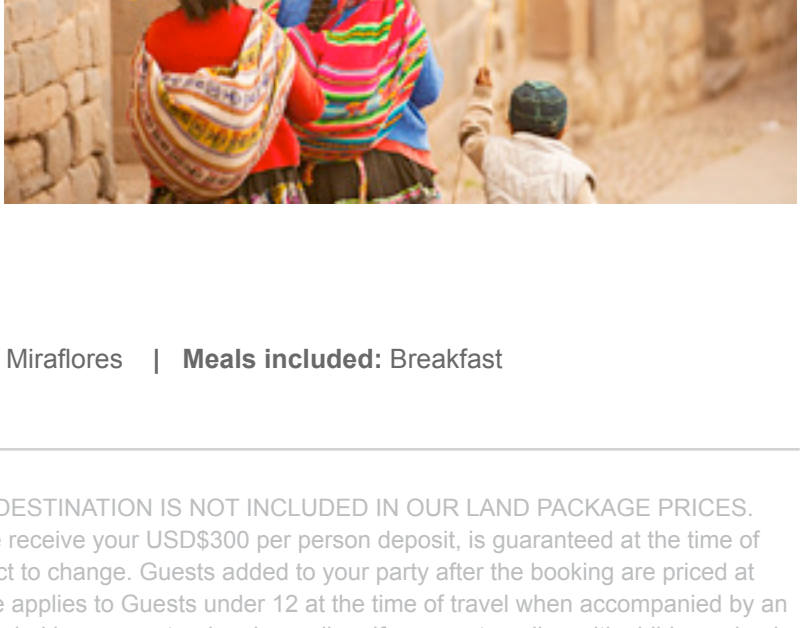 Miraflores | Meals included: Breakfast
DESTINATION IS NOT INCLUDED IN OUR LAND PACKAGE PRICES.
receive your USD$300 per person deposit, is guaranteed at the time of
to change. Guests added to your party after the booking are priced at
applies to Guests under 12 at the time of travel when accompanied by an